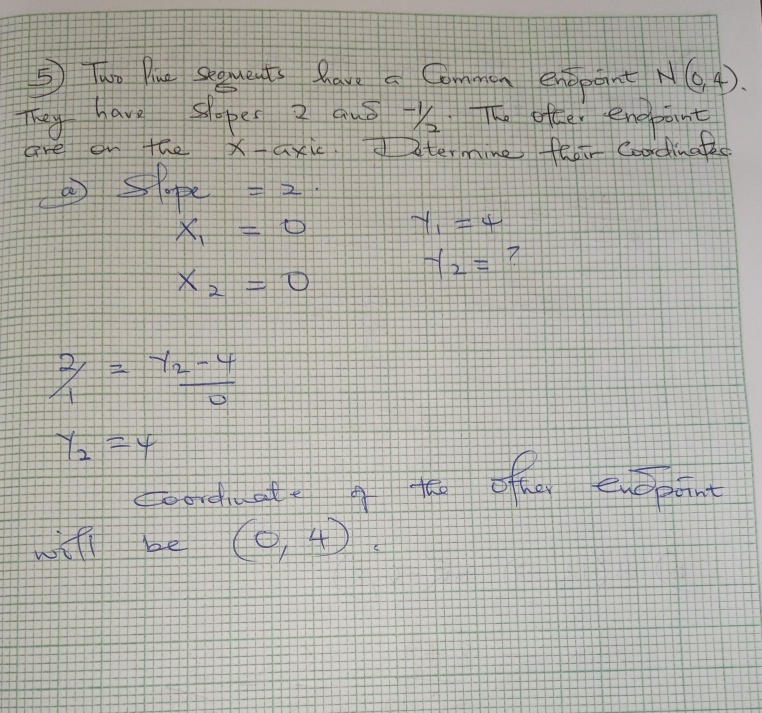 5) Two line segments have a Common endpoint N(0,4).
They have slopes 2 and -1/2. The other endpoint
are on the x-axic. Determine their Coordinates
a) Slope = 2.
X₁ = 0 Y₁ = 4
X₂ = 0 Y₂ = ?
2/1 = Y₂-4/0
Y₂ = 4
Coordinate of the other endpoint
will be (0, 4).